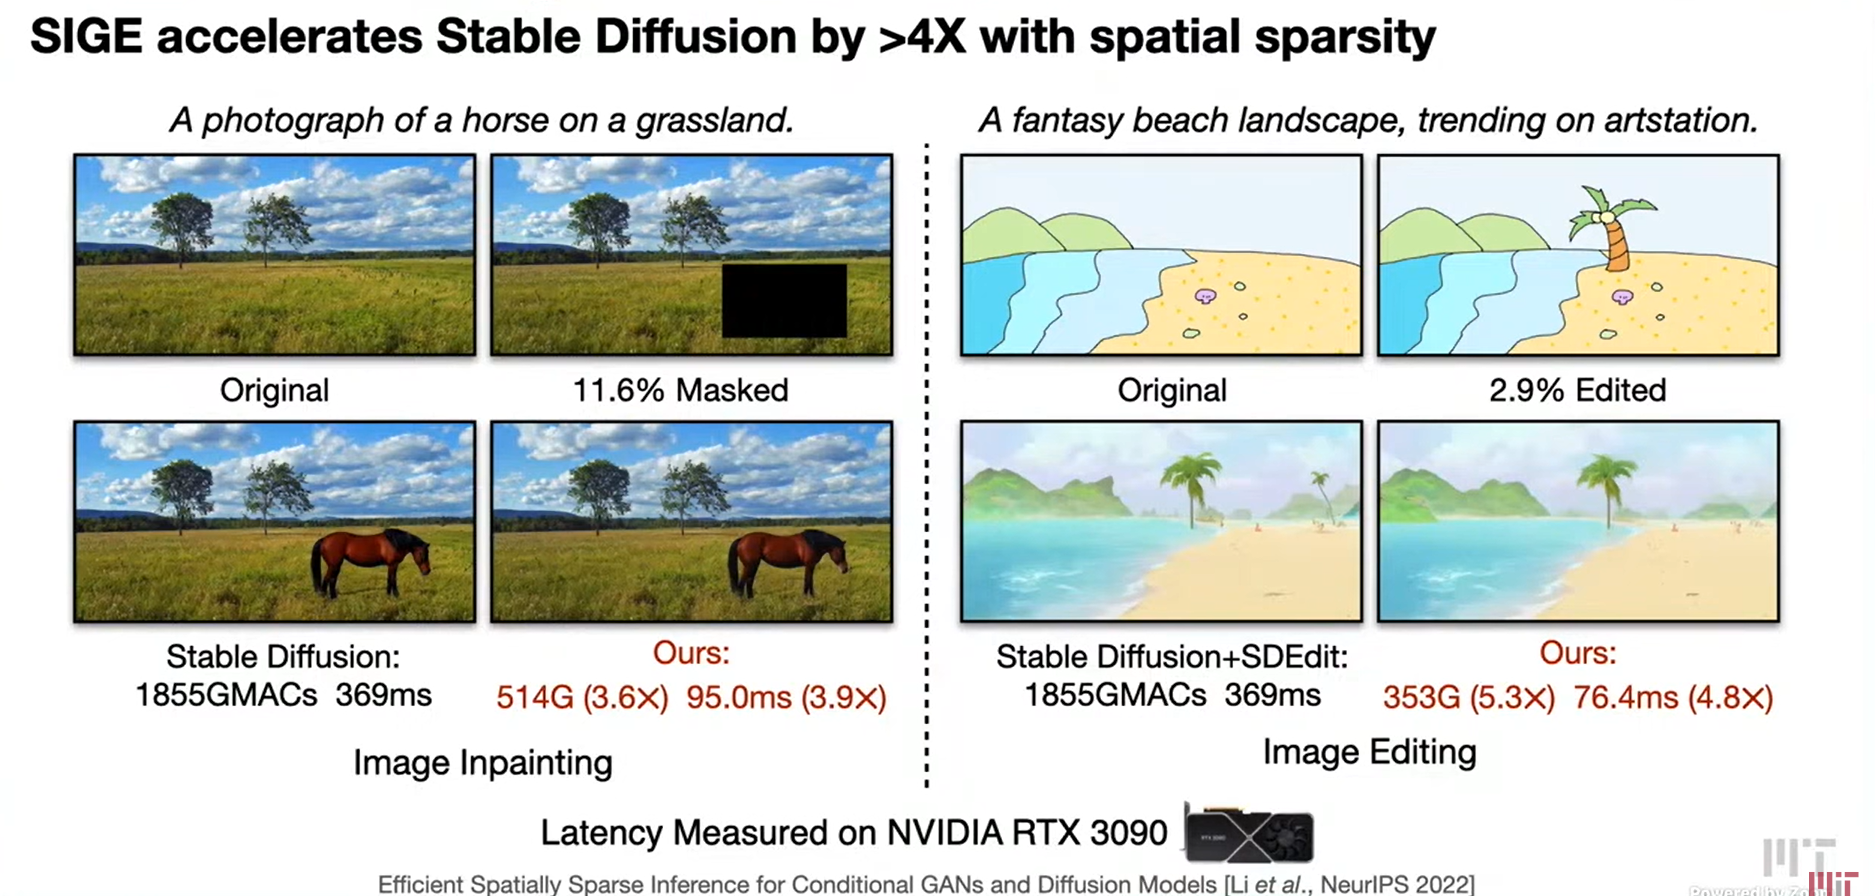 SIGE accelerates Stable Diffusion by >4X with spatial sparsity
A photograph of a horse on a grassland.
Original
11.6% Masked
Stable Diffusion:
1855GMACs 369ms
Ours:
514G (3.6×) 95.0ms (3.9×)
Image Inpainting
A fantasy beach landscape, trending on artstation.
Original
2.9% Edited
Stable Diffusion+SDEdit:
1855GMACs 369ms
Ours:
353G (5.3×) 76.4ms (4.8×)
Image Editing
Latency Measured on NVIDIA RTX 3090
RTX 3090
Efficient Spatially Sparse Inference for Conditional GANs and Diffusion Models [Li et al., NeurIPS 2022]
MIT
Powered by Zoom